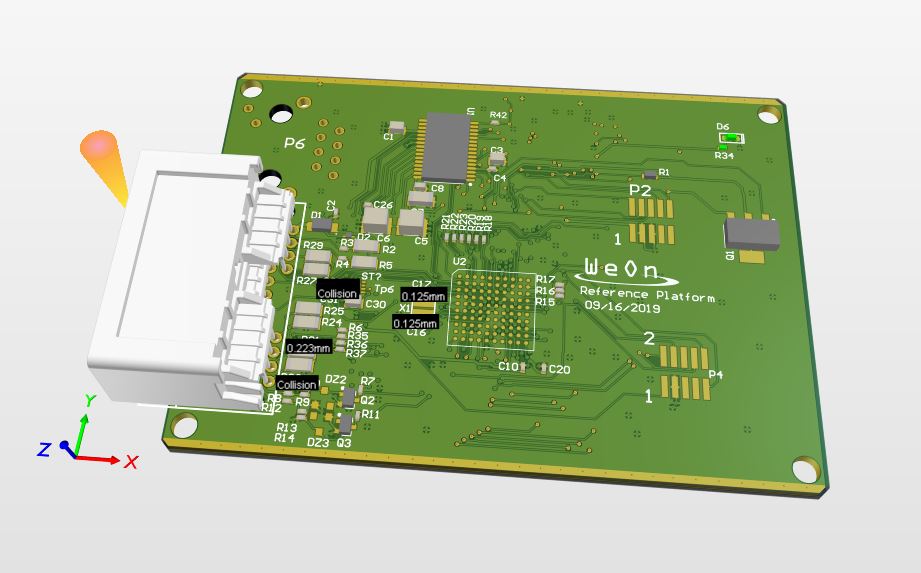 D6
R34
U
R42
C1
P6
C3
C4
R1
C8
P2
C2
C26
D1
R21
R22
R23
R20
R19
R18
1
Q1
C6
C5
R29
R3
D2
R2
R4
R5
U2
WeOn
R27
ST?
Tp6
C17
R17
R16
R15
Reference Platform
Collision
0.125mm
09/16/2019
C30
X1
R25
R24
0.125mm
C16
R6
R35
R36
R37
2
0.223mm
C10
C20
P4
Collision
DZ2
R7
1
R8
R9
Q2
R12
R11
R13
R14
DZ3
Q3
Y
Z
X